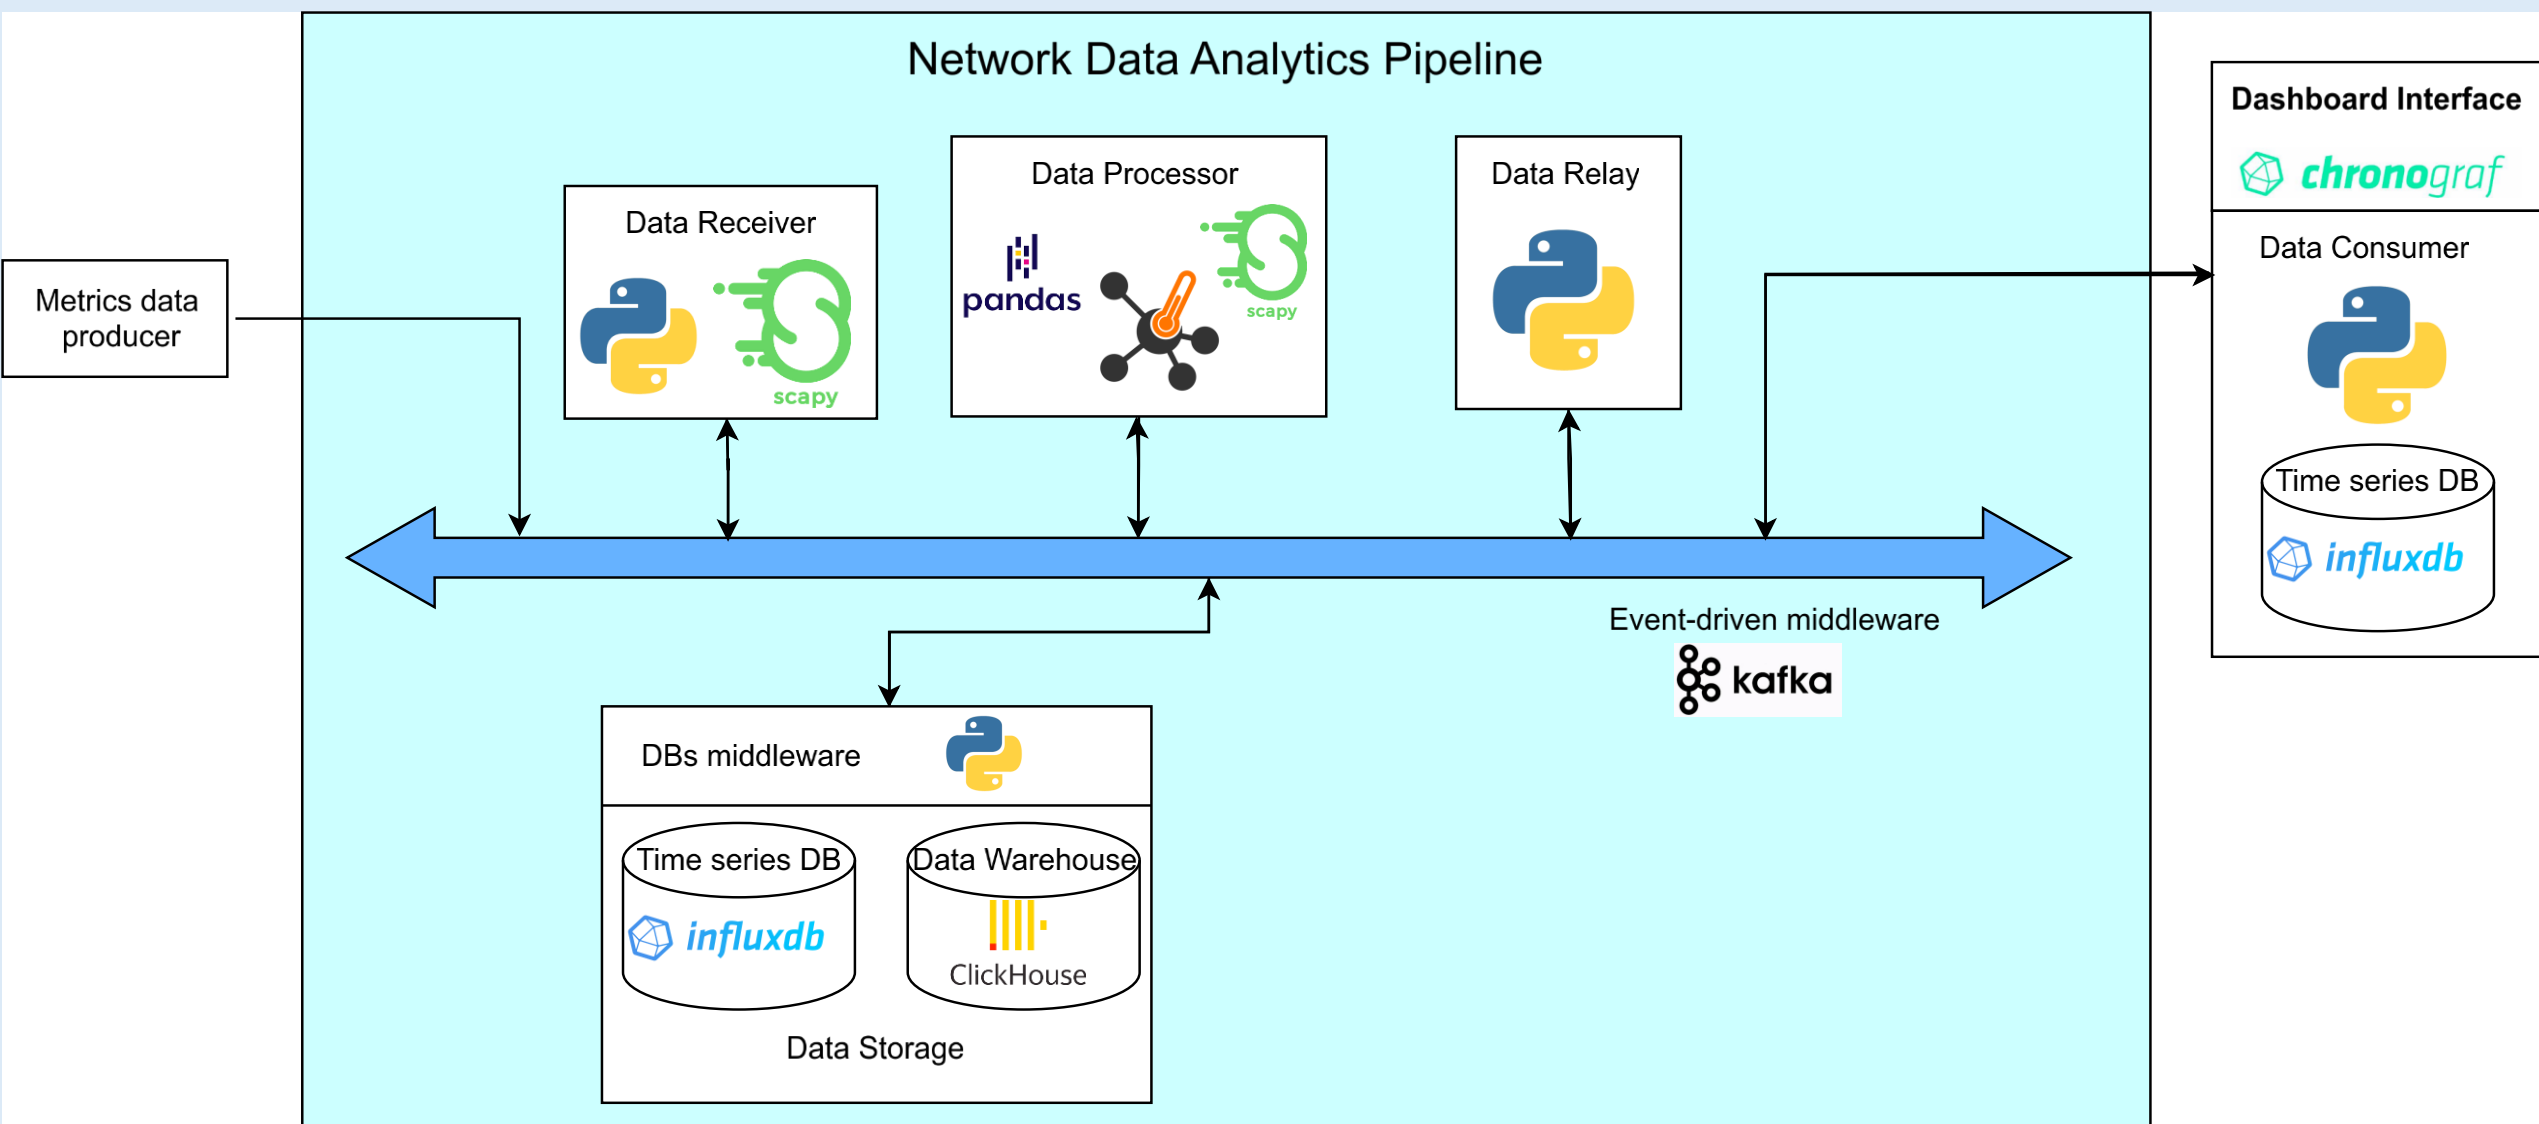 Network Data Analytics Pipeline
Metrics data
producer
Data Receiver
scapy
Data Processor
pandas
scapy
Data Relay
Dashboard Interface
chronograf
Data Consumer
Time series DB
influxdb
Event-driven middleware
kafka
DBs middleware
Time series DB
influxdb
Data Warehouse
ClickHouse
Data Storage